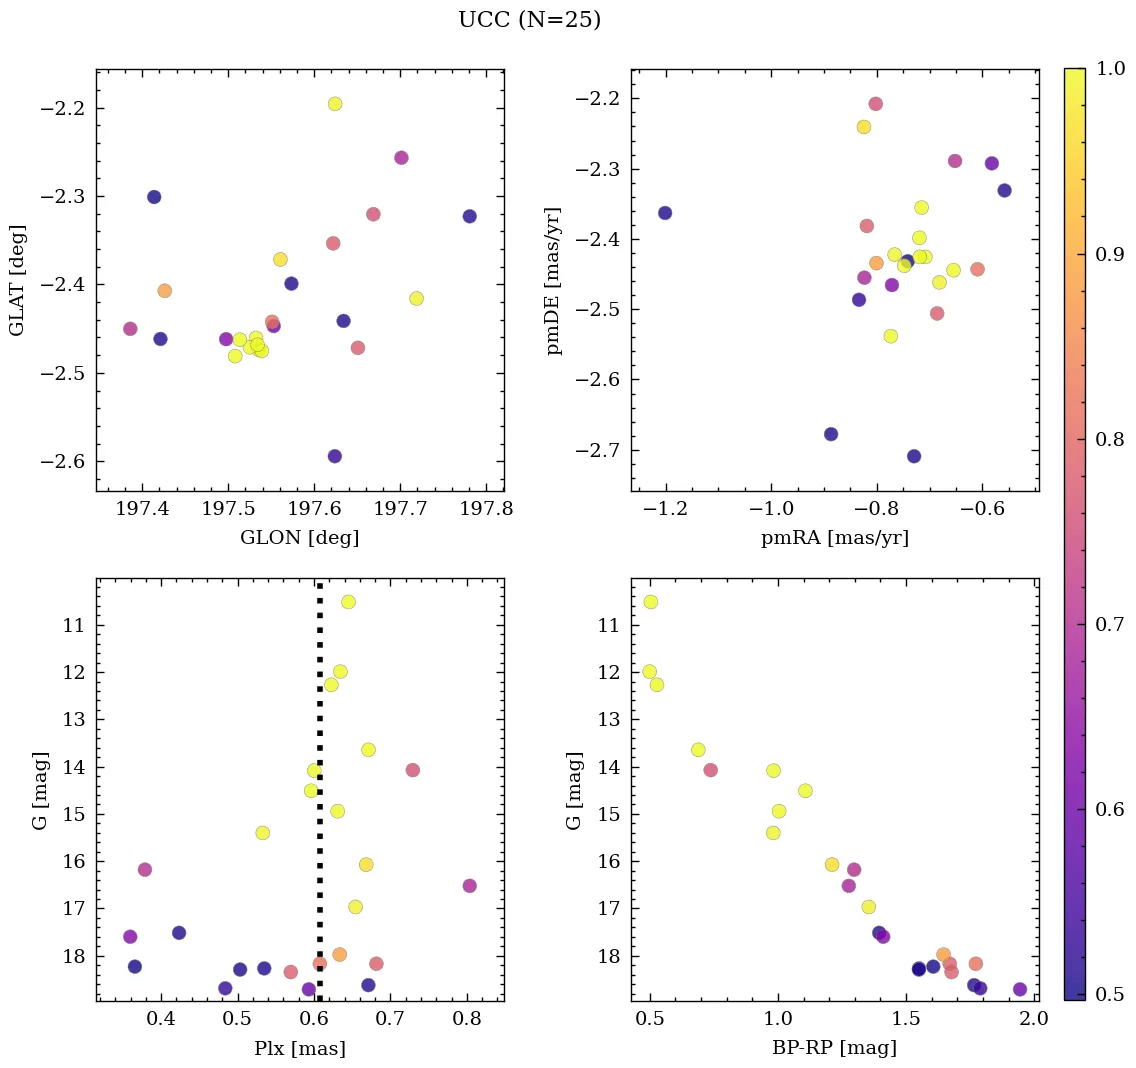 UCC (N=25)
−2.2
−2.3
−2.4
−2.5
−2.6
GLAT [deg]
197.4 197.5 197.6 197.7 197.8
GLON [deg]
−2.2
−2.3
−2.4
−2.5
−2.6
−2.7
pmDE [mas/yr]
−1.2 −1.0 −0.8 −0.6
pmRA [mas/yr]
11
12
13
14
15
16
17
18
G [mag]
0.4 0.5 0.6 0.7 0.8
Plx [mas]
11
12
13
14
15
16
17
18
G [mag]
0.5 1.0 1.5 2.0
BP-RP [mag]
1.0
0.9
0.8
0.7
0.6
0.5